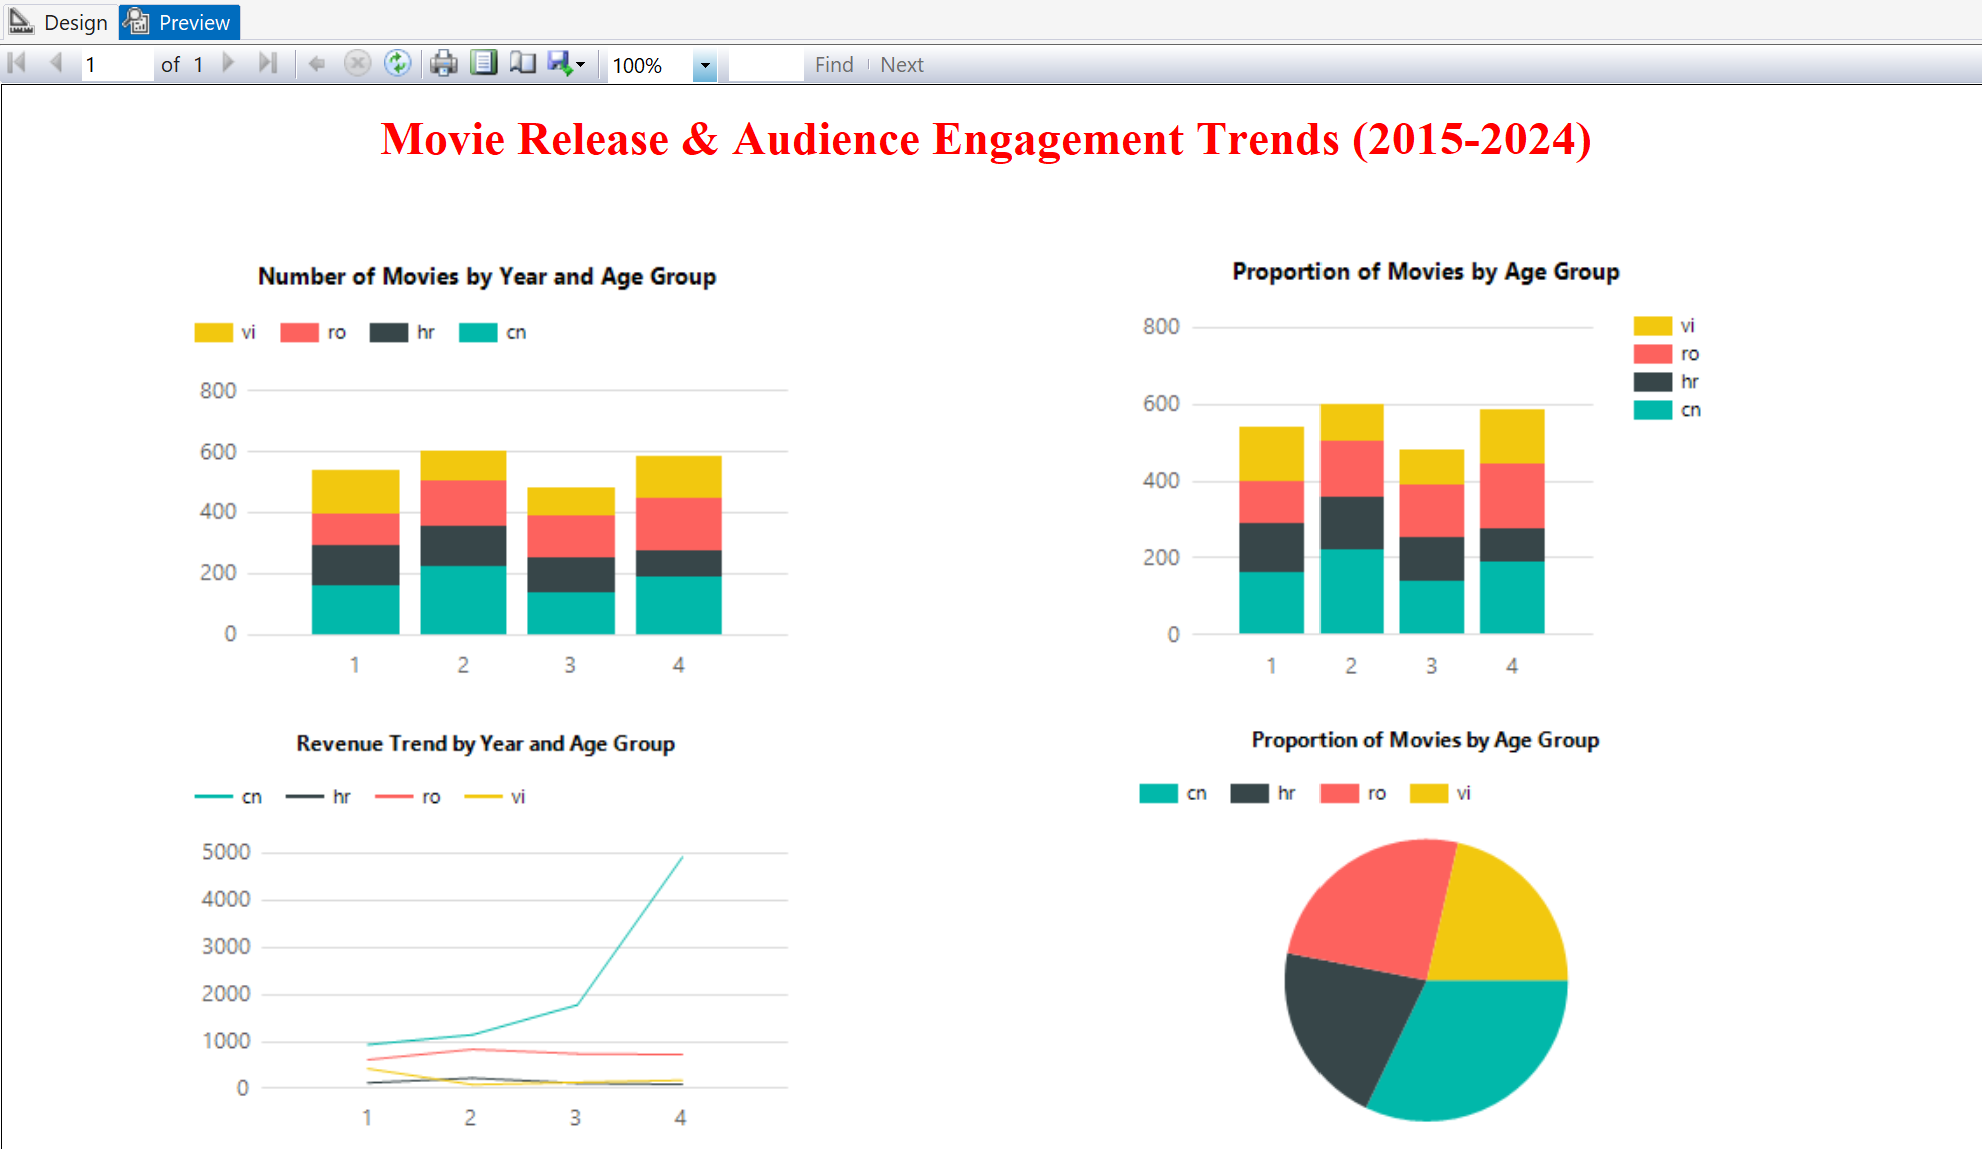 Design Preview
1 of 1 100% Find Next
Movie Release & Audience Engagement Trends (2015-2024)
Number of Movies by Year and Age Group
vi ro hr cn
800
600
400
200
0
1 2 3 4
Proportion of Movies by Age Group
vi
ro
hr
cn
800
600
400
200
0
1 2 3 4
Revenue Trend by Year and Age Group
cn hr ro vi
5000
4000
3000
2000
1000
0
1 2 3 4
Proportion of Movies by Age Group
cn hr ro vi